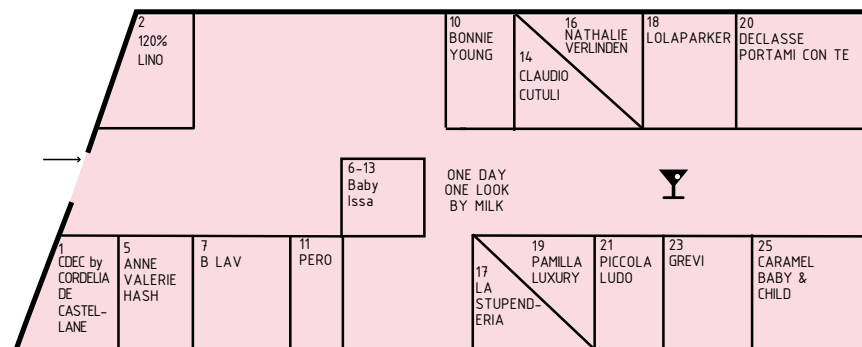 2
120%
LINO
10
BONNIE
YOUNG
14
CLAUDIO
CUTULI
16
NATHALIE
VERLINDEN
18
LOLAPARKER
20
DECLASSE
PORTAMI CON TE
6-13
Baby
Issa
ONE DAY
ONE LOOK
BY MILK
1
CDEC by
CORDELIA
DE
CASTEL-
LANE
5
ANNE
VALERIE
HASH
7
B LAV
11
PERO
17
LA
STUPEND-
ERIA
19
PAMILLA
LUXURY
21
PICCOLA
LUDO
23
GREVI
25
CARAMEL
BABY &
CHILD